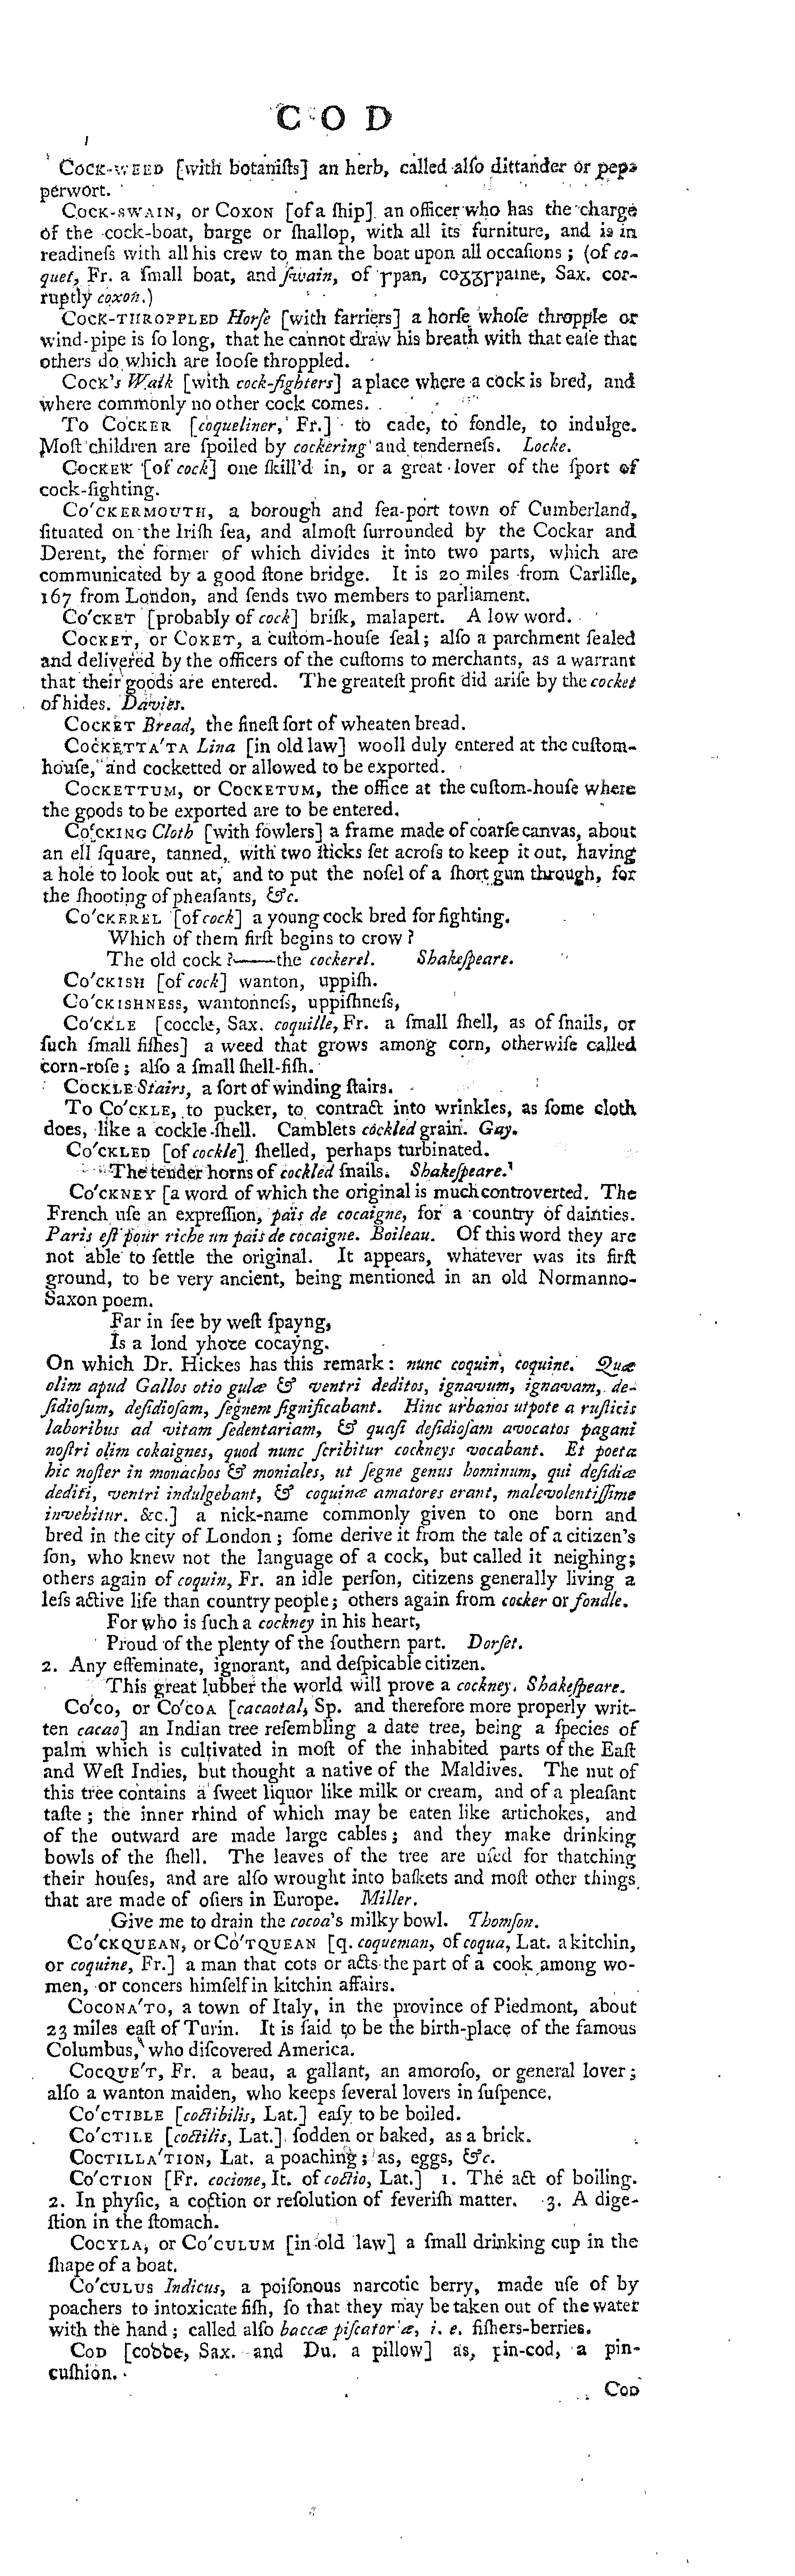 C O D
COCK-WEED [with botaniſts] an herb, called alſo dittander or pep-
perwort.
COCK-SWAIN, or COXON [of a ſhip] an officer who has the charge
of the cock-boat, barge or ſhallop, with all its furniture, and is in
readineſs with all his crew to man the boat upon all occaſions; (of co-
quet, Fr. a ſmall boat, and ſwain, of ꞅpan, coᵹᵹꞅpaine, Sax. cor-
ruptly coxon.)
COCK-THROPPLED Horſe [with farriers] a horſe whoſe thropple or
wind-pipe is ſo long, that he cannot draw his breath with that eaſe that
others do which are looſe throppled.
COCK's Walk [with cock-fighters] a place where a cock is bred, and
where commonly no other cock comes.
To COCKER [coqueliner, Fr.] to cade, to fondle, to indulge.
Moſt children are ſpoiled by cockering and tenderneſs. Locke.
COCKER [of cock] one ſkill'd in, or a great lover of the ſport of
cock-fighting.
CO′CKERMOUTH, a borough and ſea-port town of Cumberland,
ſituated on the Iriſh ſea, and almoſt ſurrounded by the Cockar and
Derent, the former of which divides it into two parts, which are
communicated by a good ſtone bridge. It is 20 miles from Carliſle,
167 from London, and ſends two members to parliament.
CO′CKET [probably of cock] briſk, malapert. A low word.
COCKET, or COKET, a cuſtom-houſe ſeal; alſo a parchment ſealed
and delivered by the officers of the cuſtoms to merchants, as a warrant
that their goods are entered. The greateſt profit did ariſe by the cocket
of hides. Davies.
COCKET Bread, the fineſt ſort of wheaten bread.
COCKETTA′TA Lina [in old law] wooll duly entered at the cuſtom-
houſe, and cocketted or allowed to be exported.
COCKETTUM, or COCKETUM, the office at the cuſtom-houſe where
the goods to be exported are to be entered.
CO′CKING Cloth [with fowlers] a frame made of coarſe canvas, about
an ell ſquare, tanned, with two ſticks ſet acroſs to keep it out, having
a hole to look out at, and to put the noſel of a ſhort gun through, for
the ſhooting of pheaſants, &c.
CO′CKEREL [of cock] a young cock bred for fighting.
Which of them firſt begins to crow?
The old cock?——the cockerel. Shakeſpeare.
CO′CKISH [of cock] wanton, uppiſh.
CO′CKISHNESS, wantonneſs, uppiſhneſs,
CO′CKLE [coccle, Sax. coquille, Fr. a ſmall ſhell, as of ſnails, or
ſuch ſmall fiſhes] a weed that grows among corn, otherwiſe called
corn-roſe; alſo a ſmall ſhell-fiſh.
COCKLE Stairs, a ſort of winding ſtairs.
To CO′CKLE, to pucker, to contract into wrinkles, as ſome cloth
does, like a cockle-ſhell. Camblets cockled grain. Gay.
CO′CKLED [of cockle] ſhelled, perhaps turbinated.
The tender horns of cockled ſnails. Shakeſpeare.
CO′CKNEY [a word of which the original is much controverted. The
French uſe an expreſſion, païs de cocaigne, for a country of dainties.
Paris eſt pour riche un païs de cocaigne. Boileau. Of this word they are
not able to ſettle the original. It appears, whatever was its firſt
ground, to be very ancient, being mentioned in an old Normanno-
Saxon poem.
Far in ſee by weſt ſpayng,
Is a lond yhote cocayng.
On which Dr. Hickes has this remark: nunc coquin, coquine. Quæ
olim apud Gallos otio gulæ & ventri deditos, ignavum, ignavam, de-
ſidioſum, deſidioſam, ſegnem ſignificabant. Hinc urbanos utpote a ruſticis
laboribus ad vitam ſedentariam, & quaſi deſidioſam avocatos pagani
noſtri olim cokaignes, quod nunc ſcribitur cockneys vocabant. Et poeta
hic noſter in monachos & moniales, ut ſegne genus hominum, qui deſidiæ
dediti, ventri indulgebant, & coquinæ amatores erant, malevolentiſſime
invehitur. &c.] a nick-name commonly given to one born and
bred in the city of London; ſome derive it from the tale of a citizen's
ſon, who knew not the language of a cock, but called it neighing;
others again of coquin, Fr. an idle perſon, citizens generally living a
leſs active life than country people; others again from cocker or fondle.
For who is ſuch a cockney in his heart,
Proud of the plenty of the ſouthern part. Dorſet.
2. Any effeminate, ignorant, and deſpicable citizen.
This great lubber the world will prove a cockney. Shakeſpeare.
CO′CO, or CO′COA [cacaotal, Sp. and therefore more properly writ-
ten cacao] an Indian tree reſembling a date tree, being a ſpecies of
palm which is cultivated in moſt of the inhabited parts of the Eaſt
and Weſt Indies, but thought a native of the Maldives. The nut of
this tree contains a ſweet liquor like milk or cream, and of a pleaſant
taſte; the inner rhind of which may be eaten like artichokes, and
of the outward are made large cables; and they make drinking
bowls of the ſhell. The leaves of the tree are uſed for thatching
their houſes, and are alſo wrought into baſkets and moſt other things
that are made of oſiers in Europe. Miller.
Give me to drain the cocoa's milky bowl. Thomſon.
CO′CKQUEAN, or CO′TQUEAN [q. coqueman, of coqua, Lat. a kitchin,
or coquine, Fr.] a man that cots or acts the part of a cook among wo-
men, or concers himſelf in kitchin affairs.
COCONA′TO, a town of Italy, in the province of Piedmont, about
23 miles eaſt of Turin. It is ſaid to be the birth-place of the famous
Columbus, who diſcovered America.
COCQUE′T, Fr. a beau, a gallant, an amoroſo, or general lover;
alſo a wanton maiden, who keeps ſeveral lovers in ſuſpence.
CO′CTIBLE [coctibilis, Lat.] eaſy to be boiled.
CO′CTILE [coctilis, Lat.] ſodden or baked, as a brick.
COCTILLA′TION, Lat. a poaching; as, eggs, &c.
CO′CTION [Fr. cocione, It. of coctio, Lat.] 1. The act of boiling.
2. In phyſic, a coction or reſolution of feveriſh matter. 3. A dige-
ſtion in the ſtomach.
COCYLA, or CO′CULUM [in old law] a ſmall drinking cup in the
ſhape of a boat.
CO′CULUS Indicus, a poiſonous narcotic berry, made uſe of by
poachers to intoxicate fiſh, ſo that they may be taken out of the water
with the hand; called alſo baccæ piſcatoriæ, i. e. fiſhers-berries.
COD [cobbe, Sax. and Du. a pillow] as, pin-cod, a pin-
cuſhion.
COD